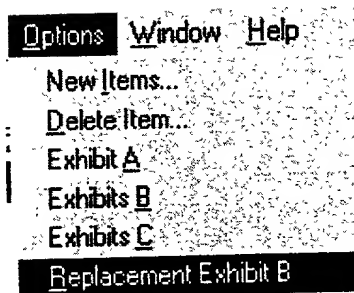 Options Window Help
New Items...
Delete Item...
Exhibit A
Exhibits B
Exhibits C
Replacement Exhibit B